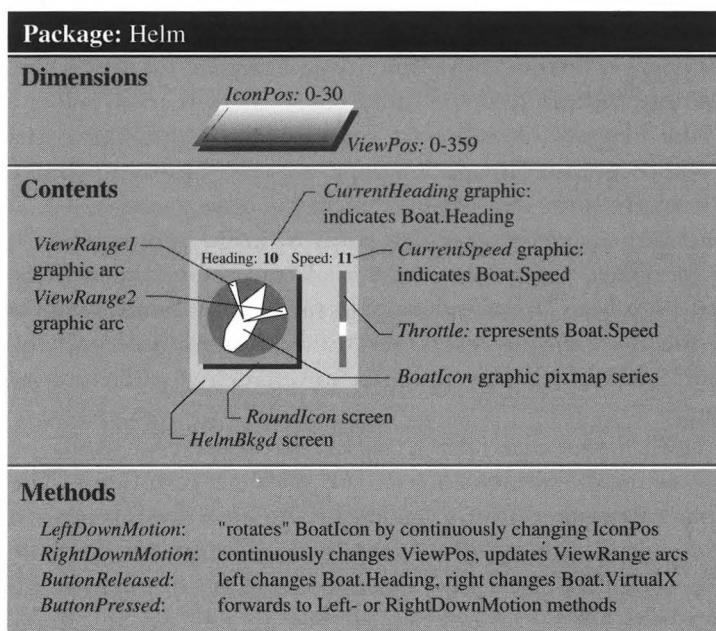 Package: Helm
Dimensions
IconPos: 0-30
ViewPos: 0-359
Contents
CurrentHeading graphic:
indicates Boat.Heading
ViewRange1
graphic arc
Heading: 10 Speed: 11
CurrentSpeed graphic:
indicates Boat.Speed
ViewRange2
graphic arc
Throttle: represents Boat.Speed
BoatIcon graphic pixmap series
RoundIcon screen
HelmBkgd screen
Methods
LeftDownMotion: "rotates" BoatIcon by continuously changing IconPos
RightDownMotion: continuously changes ViewPos, updates ViewRange arcs
ButtonReleased: left changes Boat.Heading, right changes Boat.VirtualX
ButtonPressed: forwards to Left- or RightDownMotion methods